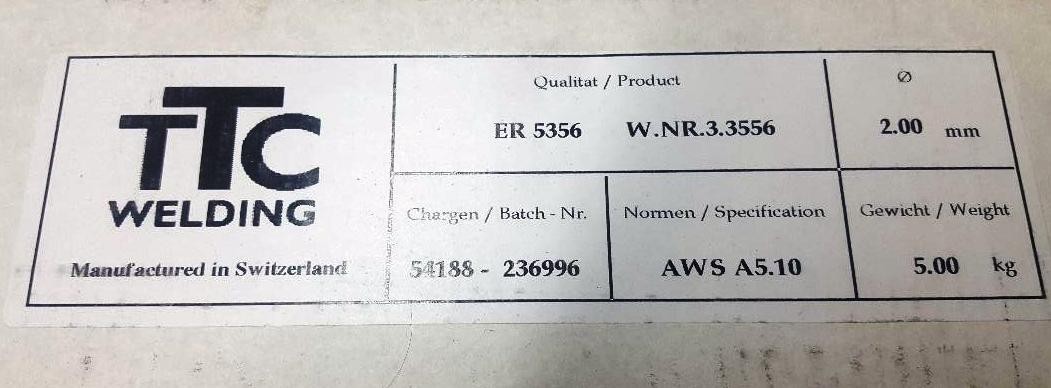 TTC
WELDING
Manufactured in Switzerland
Qualitat / Product
ER 5356 W.NR.3.3556
Ø
2.00 mm
Chargen / Batch - Nr.
54188 - 236996
Normen / Specification
AWS A5.10
Gewicht / Weight
5.00 kg